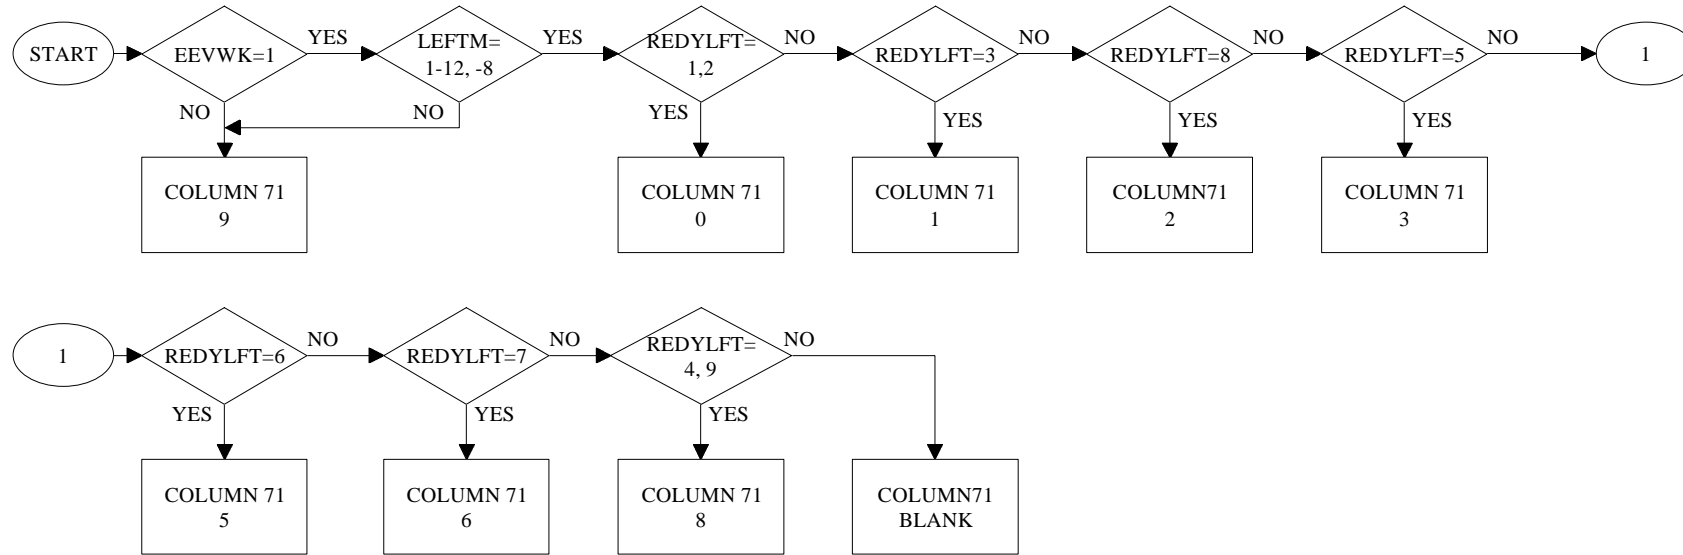 START
EEVWK=1
YES
NO
LEFTM=
1-12, -8
YES
NO
REDYLFT=
1,2
NO
YES
REDYLFT=3
NO
YES
REDYLFT=8
NO
YES
REDYLFT=5
NO
YES
1
COLUMN 71
9
COLUMN 71
0
COLUMN 71
1
COLUMN71
2
COLUMN 71
3
1
REDYLFT=6
NO
YES
REDYLFT=7
NO
YES
REDYLFT=
4, 9
NO
YES
COLUMN 71
5
COLUMN 71
6
COLUMN 71
8
COLUMN71
BLANK